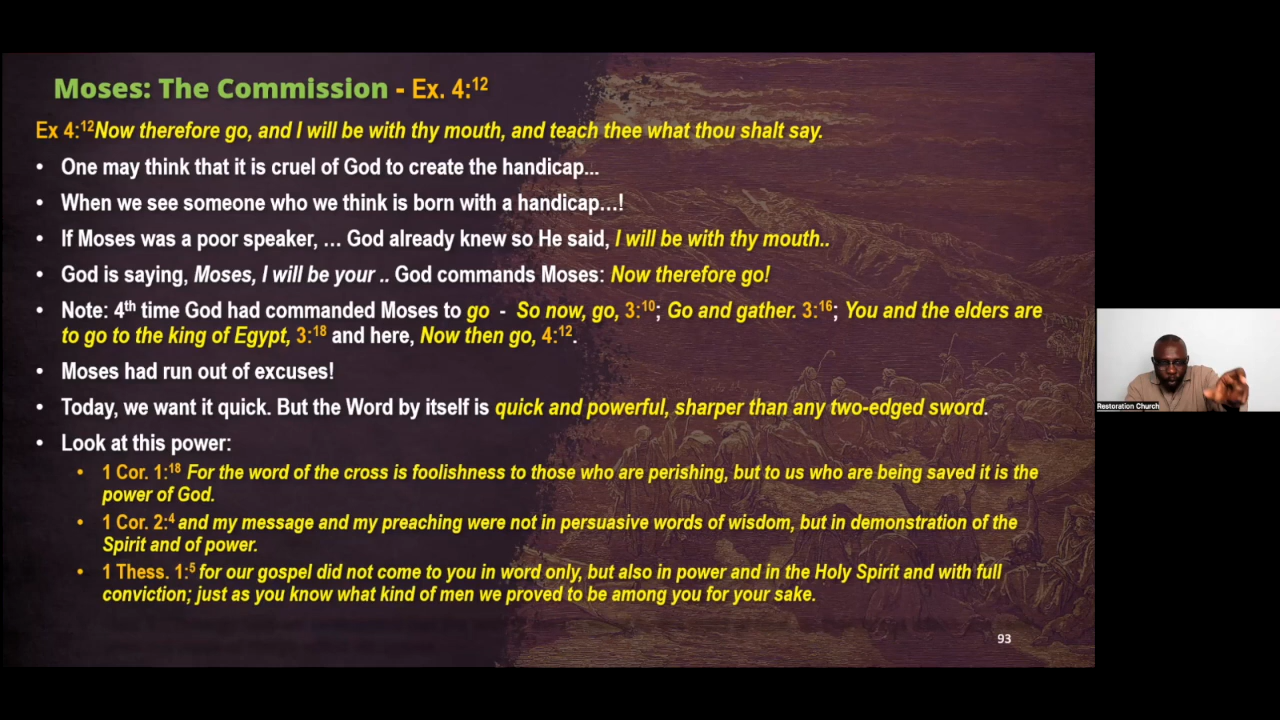 Moses: The Commission - Ex. 4:12
Ex 4:12Now therefore go, and I will be with thy mouth, and teach thee what thou shalt say.
• One may think that it is cruel of God to create the handicap...
• When we see someone who we think is born with a handicap…!
• If Moses was a poor speaker, … God already knew so He said, I will be with thy mouth..
• God is saying, Moses, I will be your .. God commands Moses: Now therefore go!
• Note: 4th time God had commanded Moses to go - So now, go, 3:10; Go and gather. 3:16; You and the elders are
to go to the king of Egypt, 3:18 and here, Now then go, 4:12.
• Moses had run out of excuses!
• Today, we want it quick. But the Word by itself is quick and powerful, sharper than any two-edged sword.
• Look at this power:
• 1 Cor. 1:18 For the word of the cross is foolishness to those who are perishing, but to us who are being saved it is the
power of God.
• 1 Cor. 2:4 and my message and my preaching were not in persuasive words of wisdom, but in demonstration of the
Spirit and of power.
• 1 Thess. 1:5 for our gospel did not come to you in word only, but also in power and in the Holy Spirit and with full
conviction; just as you know what kind of men we proved to be among you for your sake.
93
Restoration Church